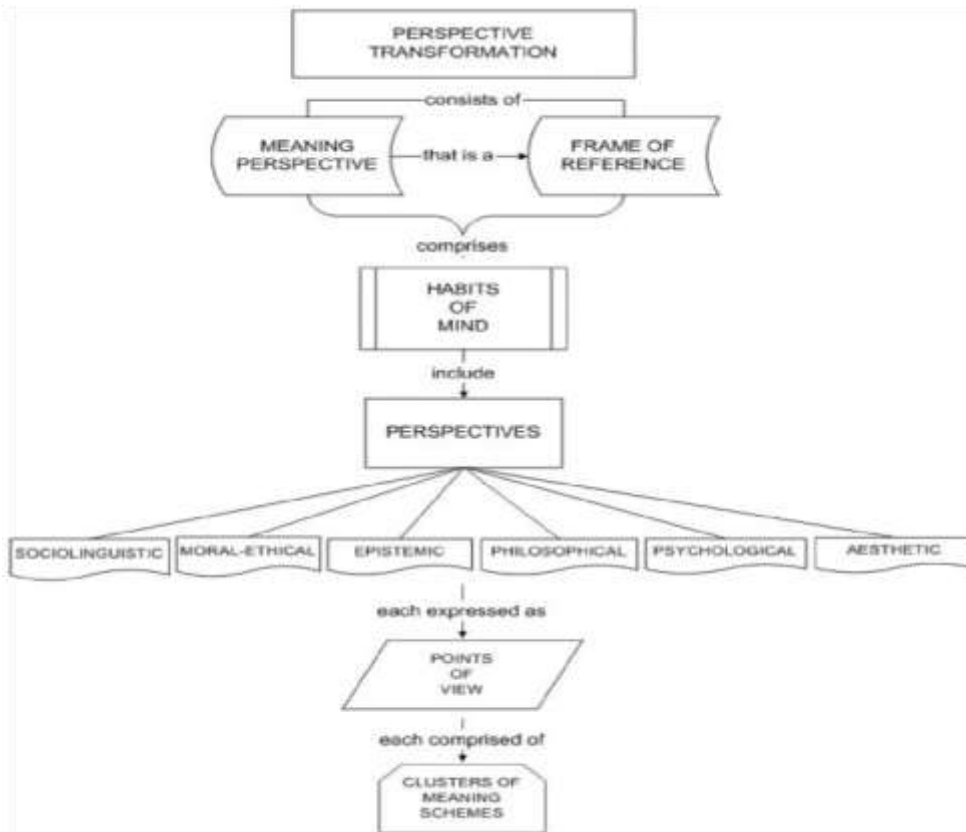 PERSPECTIVE
TRANSFORMATION
consists of
MEANING
PERSPECTIVE
that is a
FRAME OF
REFERENCE
comprises
HABITS
OF
MIND
include
PERSPECTIVES
SOCIOLINGUISTIC
MORAL-ETHICAL
EPISTEMIC
PHILOSOPHICAL
PSYCHOLOGICAL
AESTHETIC
each expressed as
POINTS
OF
VIEW
each comprised of
CLUSTERS OF
MEANING
SCHEMES